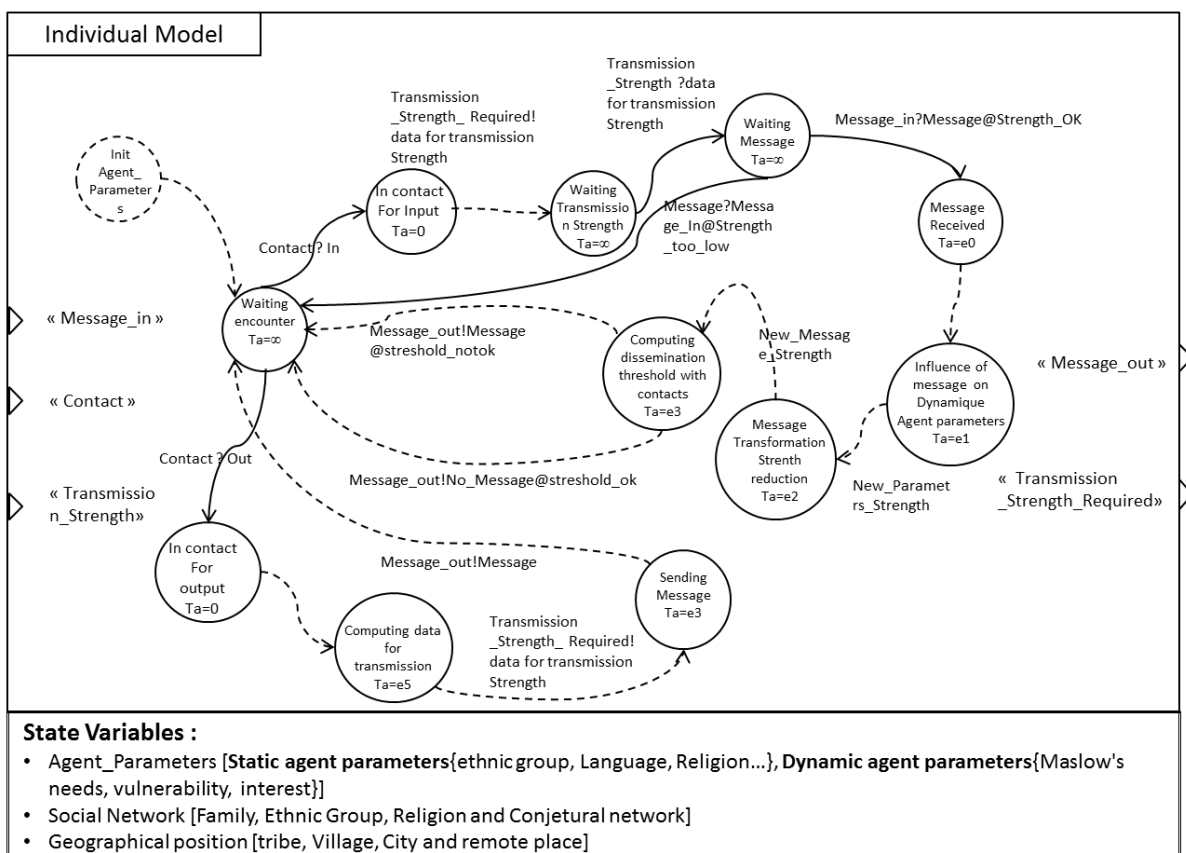 Individual Model
Transmission
_Strength ?data
for transmission
Strength
Transmission
_Strength_ Required!
data for transmission
Strength
Waiting
Message
Ta=∞
Message_in?Message@Strength_OK
Init
Agent_
Parameter
s
In contact
For Input
Ta=0
Waiting
Transmissio
n Strength
Ta=∞
Message?Messa
ge_In@Strength
_too_low
Message
Received
Ta=e0
Contact ? In
« Message_in »
Waiting
encounter
Ta=∞
Message_out!Message
@streshold_notok
Computing
dissemination
threshold with
contacts
Ta=e3
New_Messag
e_Strength
Influence of
message on
Dynamique
Agent parameters
Ta=e1
« Message_out »
« Contact »
Message
Transformation
Strenth
reduction
Ta=e2
Contact ? Out
Message_out!No_Message@streshold_ok
New_Paramet
rs_Strength
« Transmissio
n_Strength»
« Transmission
_Strength_Required»
In contact
For
output
Ta=0
Message_out!Message
Sending
Message
Ta=e3
Computing data
for
transmission
Ta=e5
Transmission
_Strength_ Required!
data for transmission
Strength
State Variables :
• Agent_Parameters [Static agent parameters{ethnic group, Language, Religion...}, Dynamic agent parameters{Maslow's
needs, vulnerability, interest}]
• Social Network [Family, Ethnic Group, Religion and Conjetural network]
• Geographical position [tribe, Village, City and remote place]